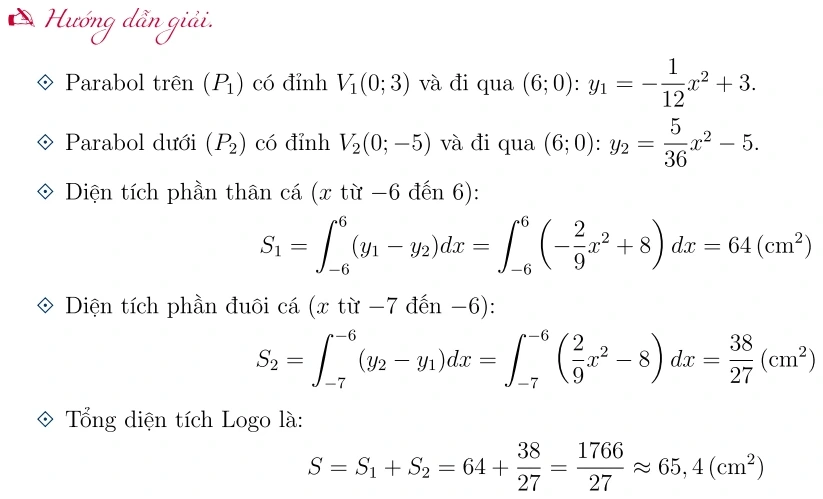 Hướng dẫn giải.
Parabol trên (P₁) có đỉnh V₁(0; 3) và đi qua (6; 0): y₁ = −1/12 x² + 3.
Parabol dưới (P₂) có đỉnh V₂(0; −5) và đi qua (6; 0): y₂ = 5/36 x² − 5.
Diện tích phần thân cá (x từ −6 đến 6):
S₁ = ∫_{−6}^{6} (y₁ − y₂)dx = ∫_{−6}^{6} (−2/9 x² + 8) dx = 64 (cm²)
Diện tích phần đuôi cá (x từ −7 đến −6):
S₂ = ∫_{−7}^{−6} (y₂ − y₁)dx = ∫_{−7}^{−6} (2/9 x² − 8) dx = 38/27 (cm²)
Tổng diện tích Logo là:
S = S₁ + S₂ = 64 + 38/27 = 1766/27 ≈ 65, 4 (cm²)